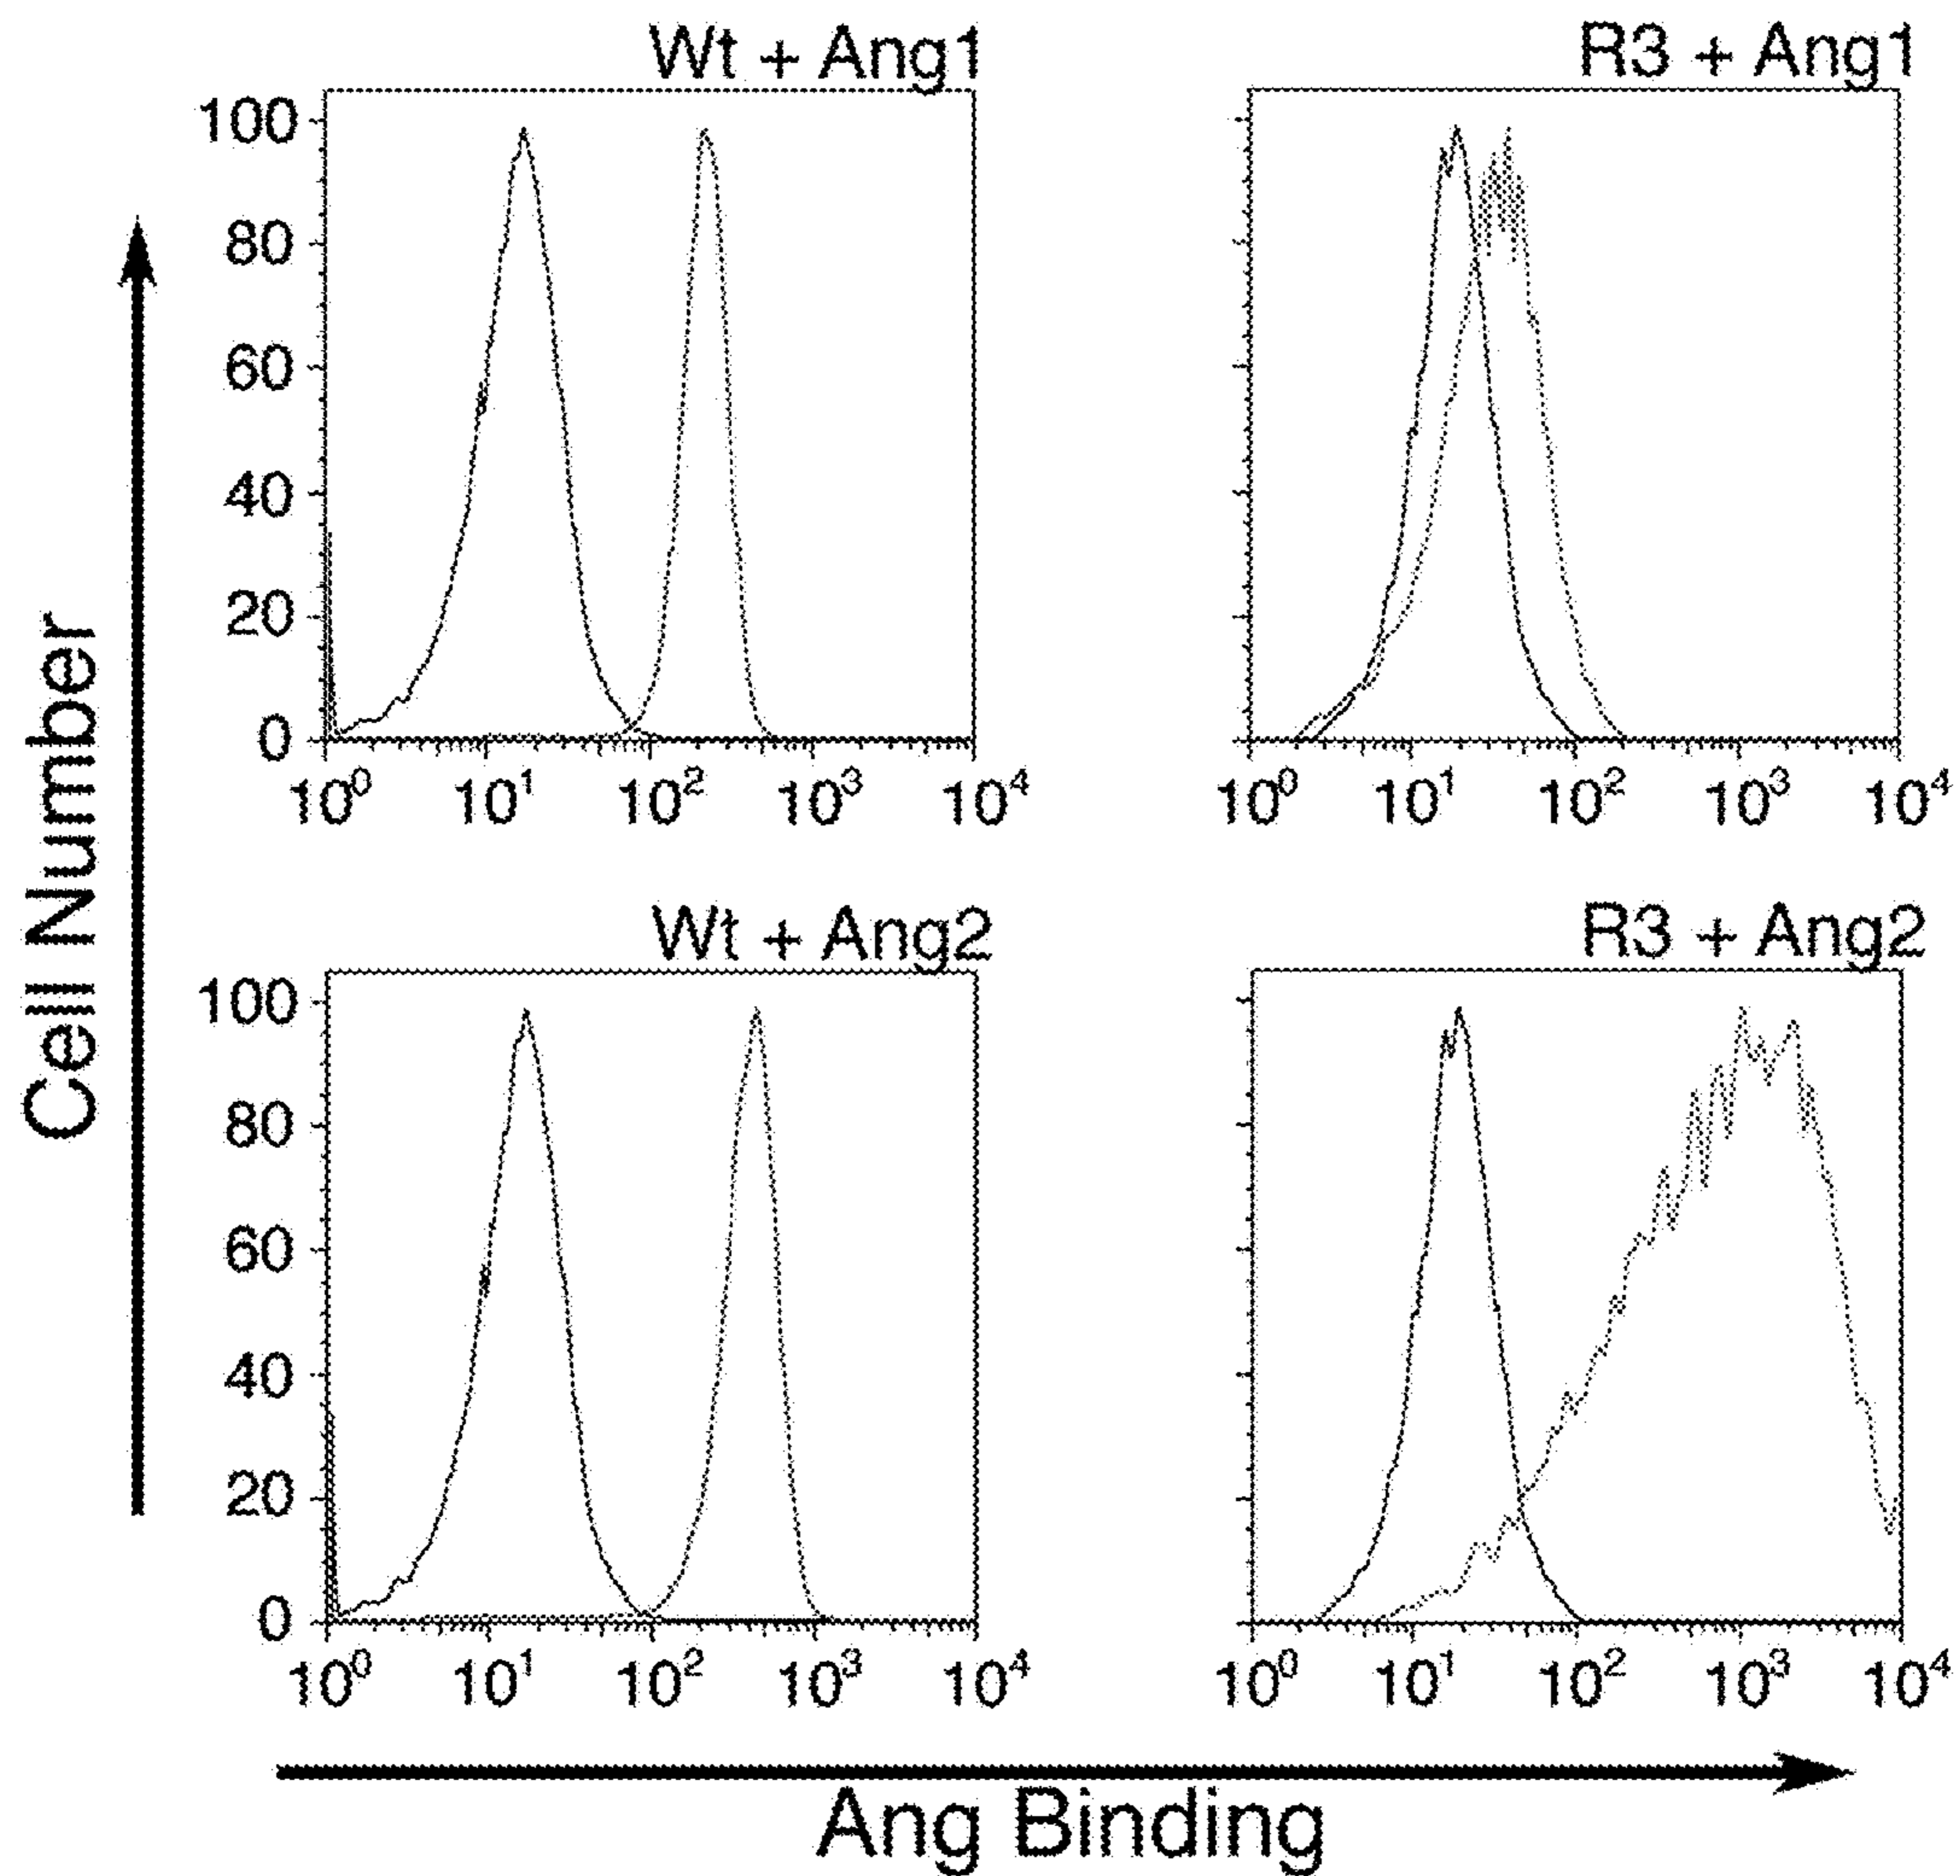 Wt + Ang1
R3 + Ang1
100
80
60
40
20
0
10⁰ 10¹ 10² 10³ 10⁴
10⁰ 10¹ 10² 10³ 10⁴
Cell Number
Wt + Ang2
R3 + Ang2
100
80
60
40
20
0
10⁰ 10¹ 10² 10³ 10⁴
10⁰ 10¹ 10² 10³ 10⁴
Ang Binding